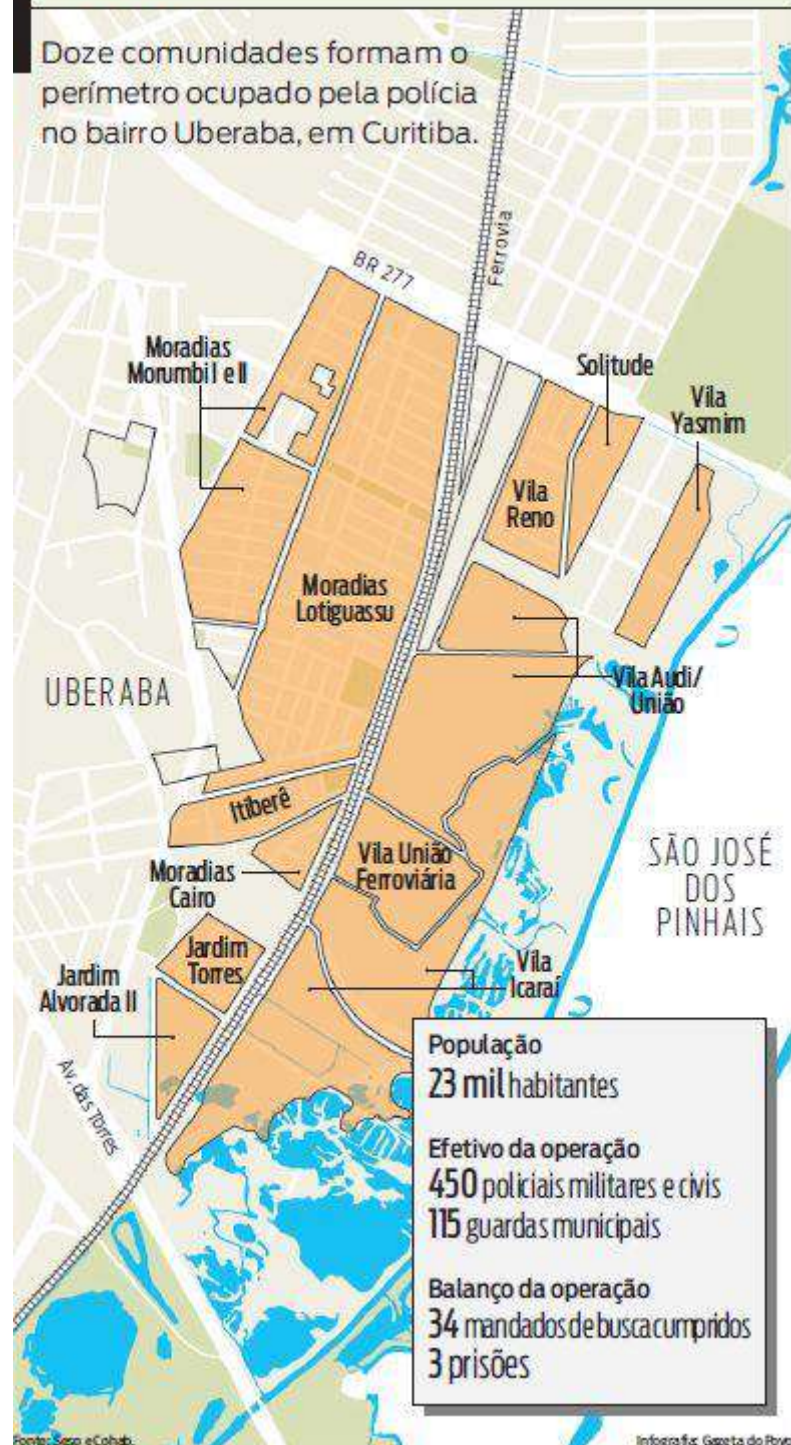 Doze comunidades formam o
perímetro ocupado pela polícia
no bairro Uberaba, em Curitiba.
Ferrovia
BR 277
Moradias
Morumbi I e II
Solitude
Vila
Yasmim
Vila
Reno
Moradias
Lotiguassu
UBERABA
Vila Audi/
União
Itiberê
Moradias
Cairo
Vila União
Ferroviária
SÃO JOSÉ
DOS
PINHAIS
Jardim
Torres
Vila
Icaraí
Jardim
Alvorada II
Av. das Torres
População
23 mil habitantes
Efetivo da operação
450 policiais militares e civis
115 guardas municipais
Balanço da operação
34 mandados de busca cumpridos
3 prisões
Fonte: Sesp e Cohab.
Infografia: Gazeta do Povo